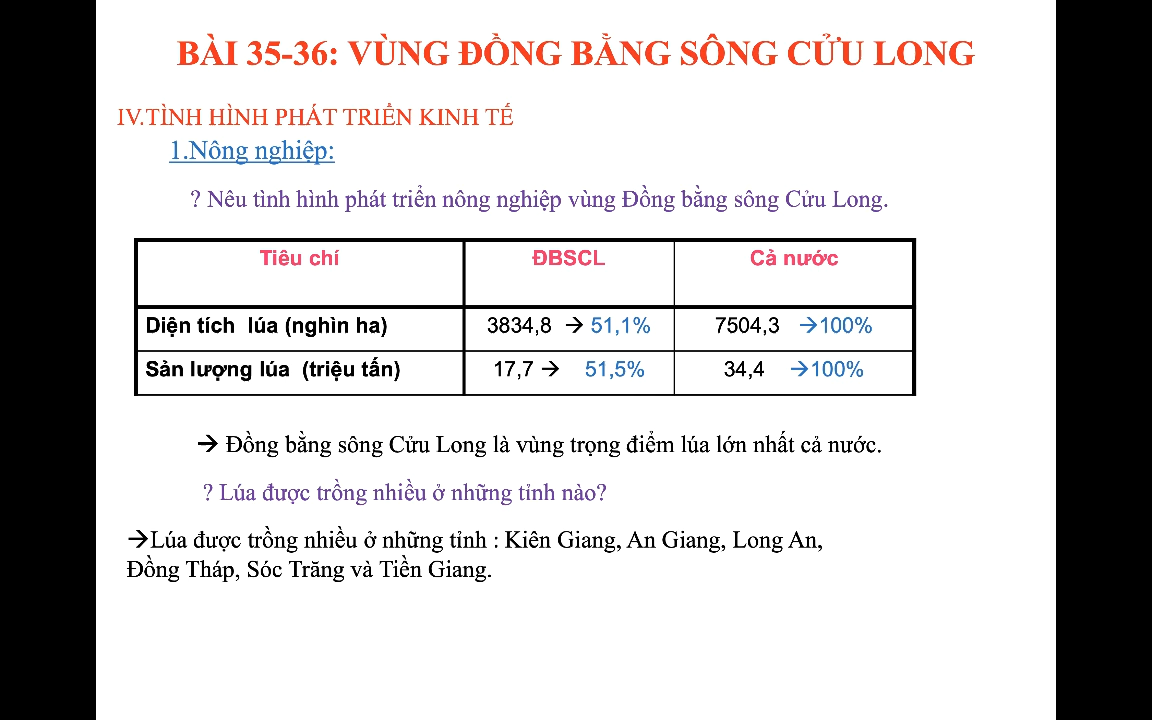 BÀI 35-36: VÙNG ĐỒNG BẰNG SÔNG CỬU LONG
IV.TÌNH HÌNH PHÁT TRIỂN KINH TẾ
1.Nông nghiệp:
? Nêu tình hình phát triển nông nghiệp vùng Đồng bằng sông Cửu Long.
Tiêu chí ĐBSCL Cả nước
Diện tích lúa (nghìn ha) 3834,8 → 51,1% 7504,3 →100%
Sản lượng lúa (triệu tấn) 17,7 → 51,5% 34,4 →100%
→ Đồng bằng sông Cửu Long là vùng trọng điểm lúa lớn nhất cả nước.
? Lúa được trồng nhiều ở những tỉnh nào?
→Lúa được trồng nhiều ở những tỉnh : Kiên Giang, An Giang, Long An,
Đồng Tháp, Sóc Trăng và Tiền Giang.